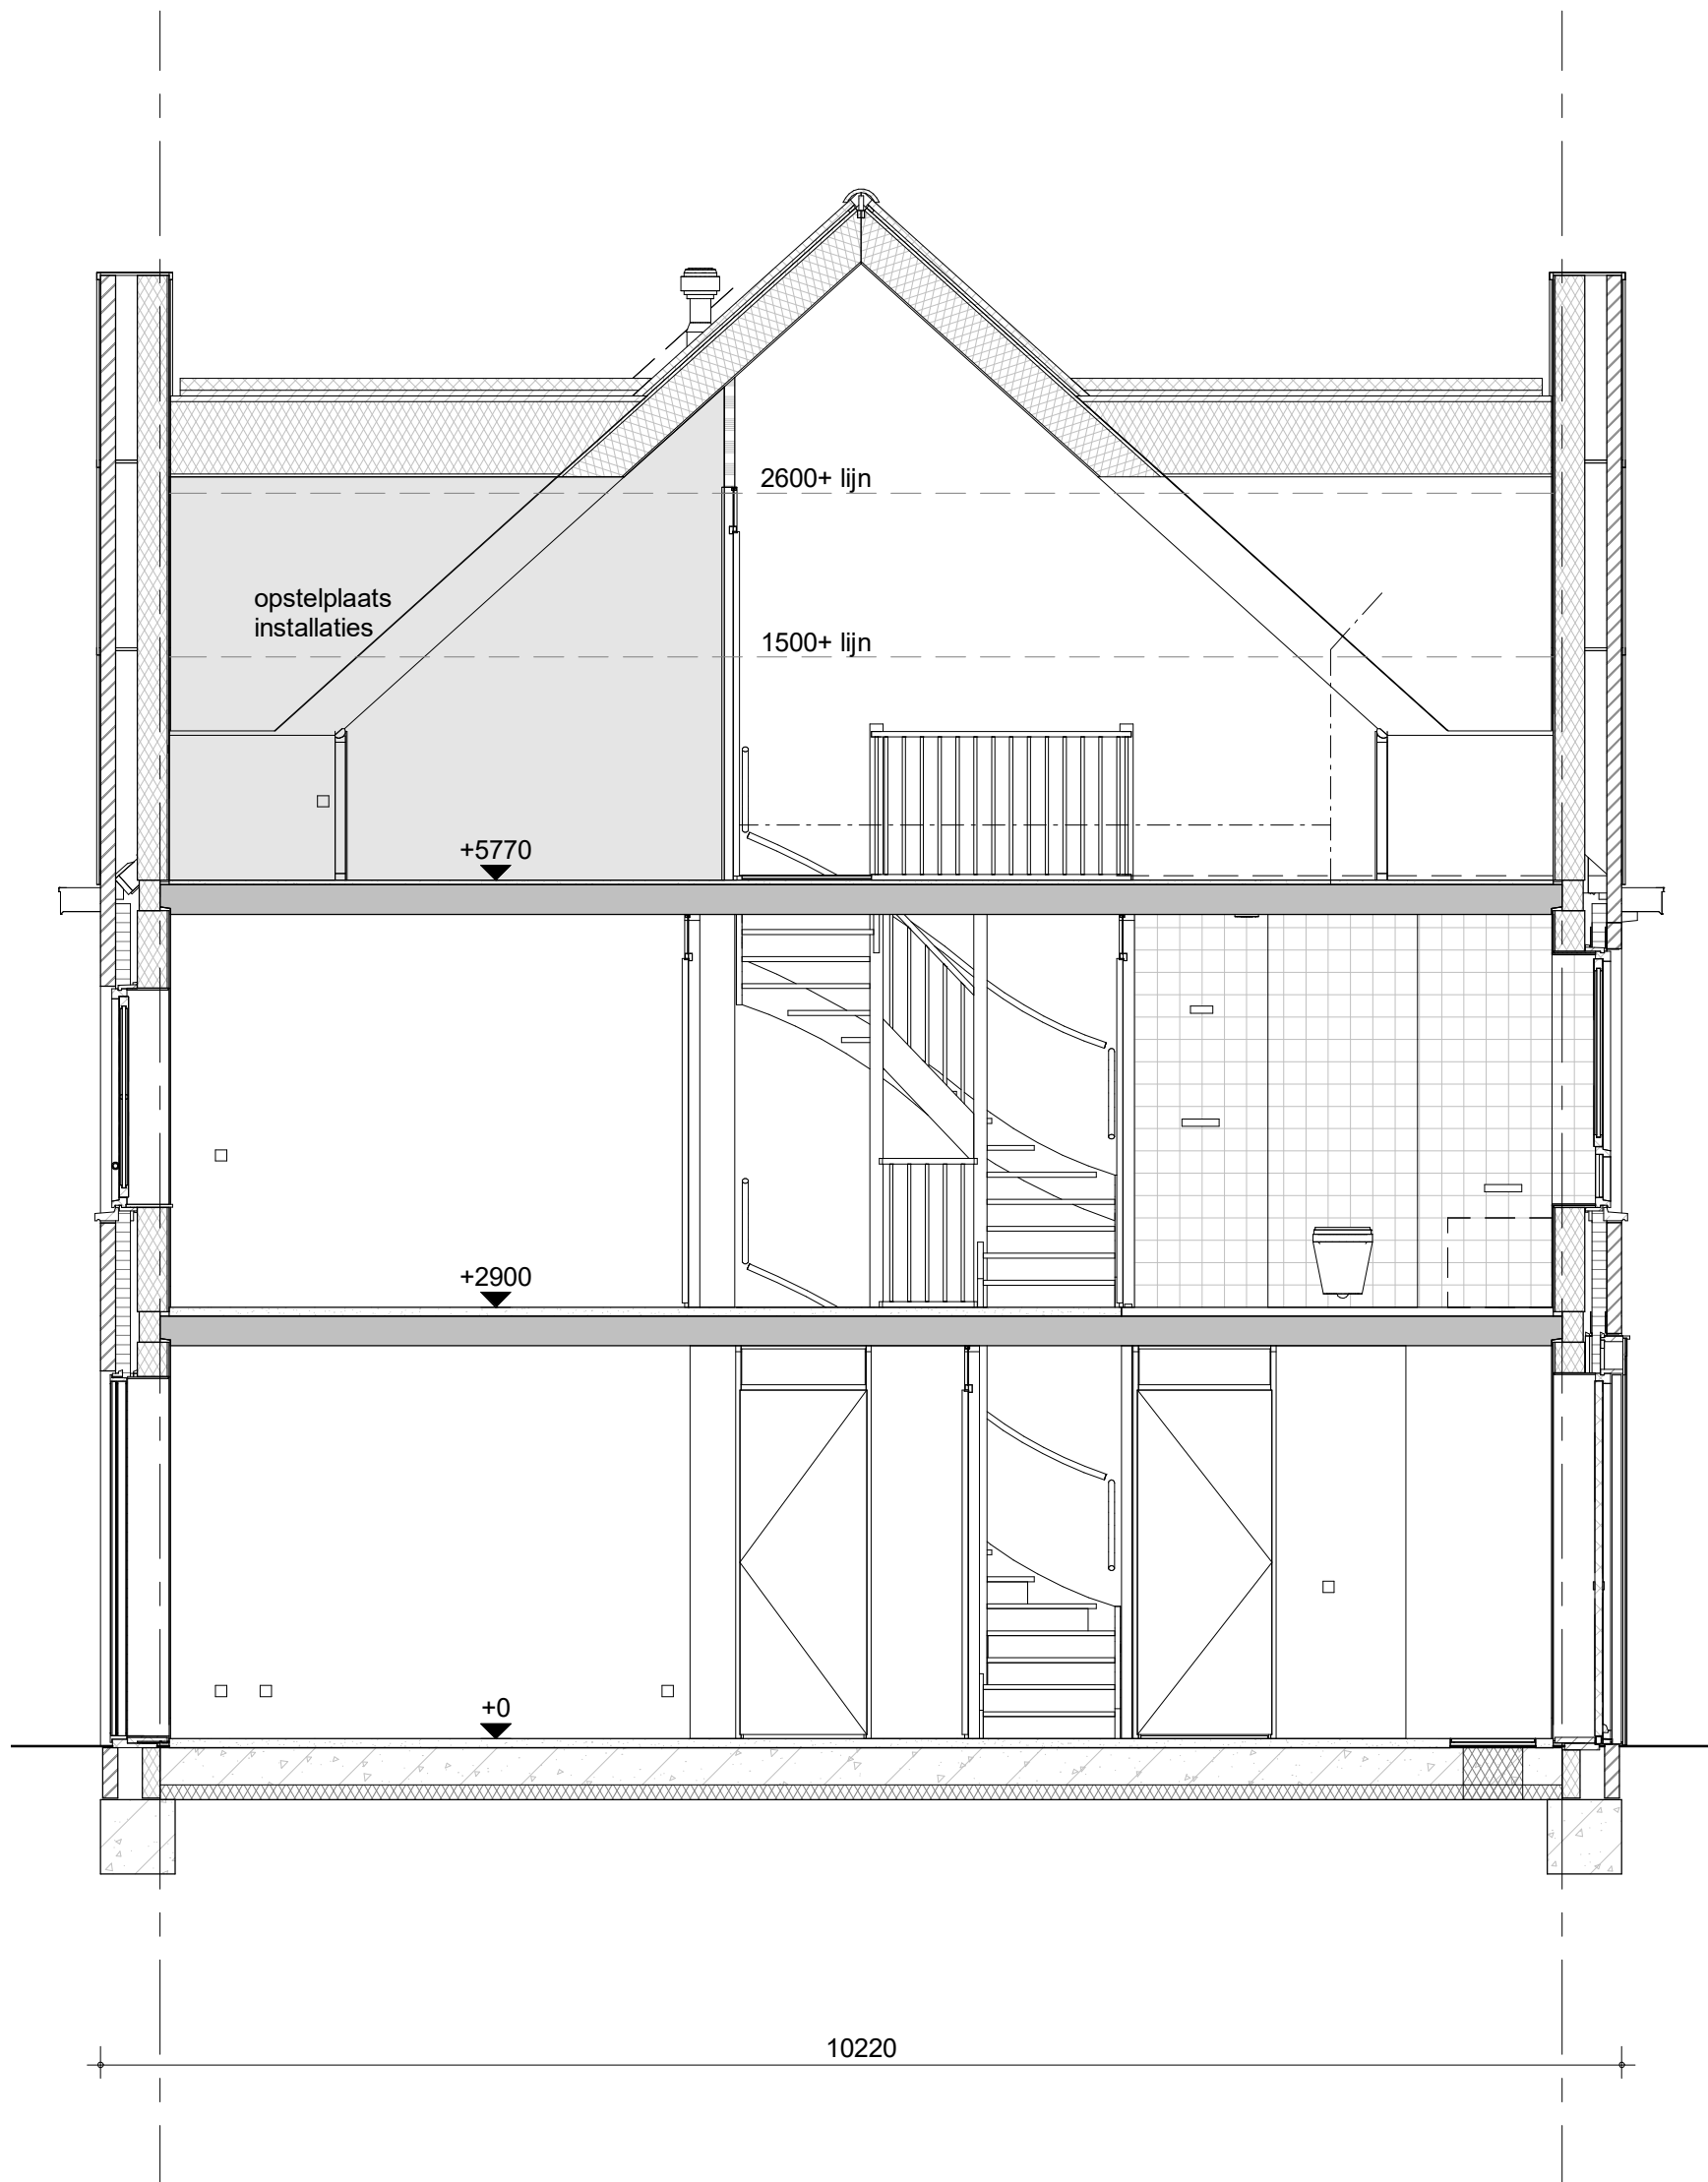 2600+ lijn
opstelplaats
installaties
1500+ lijn
+5770
+2900
+0
10220